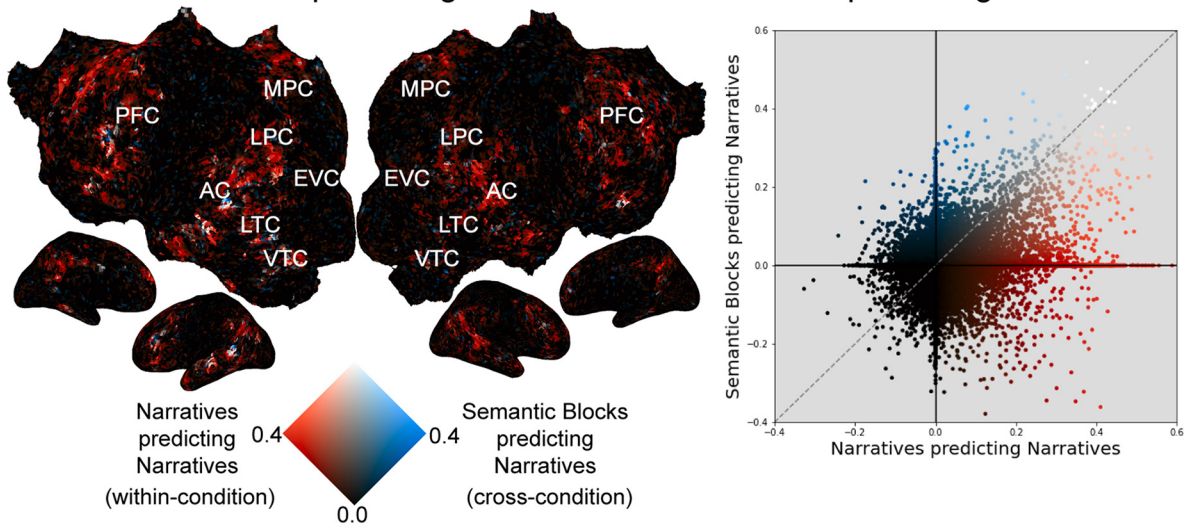 MPC
MPC
PFC
PFC
LPC
LPC
EVC
EVC
AC
AC
LTC
LTC
VTC
VTC
Narratives
predicting
Narratives
(within-condition)
0.4
0.4
0.0
Semantic Blocks
predicting
Narratives
(cross-condition)
Semantic Blocks predicting Narratives
0.6
0.4
0.2
0.0
−0.2
−0.4
−0.4
−0.2
0.0
0.2
0.4
0.6
Narratives predicting Narratives